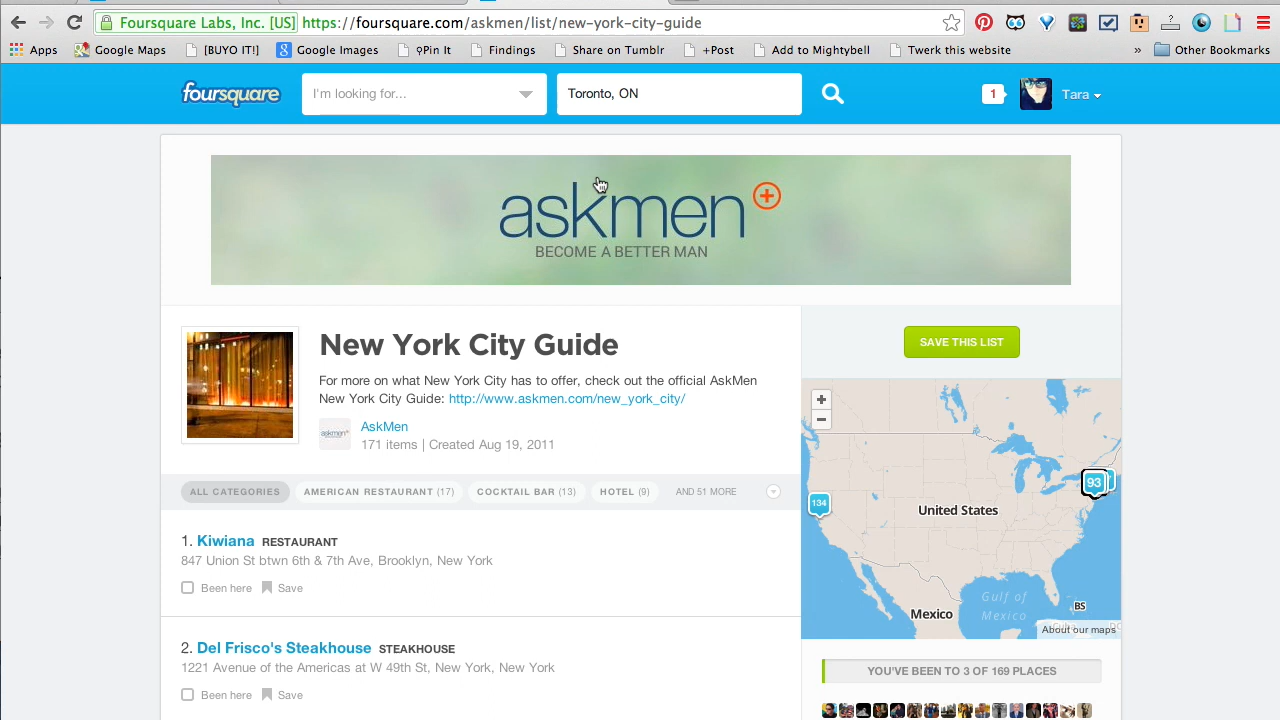 Foursquare Labs, Inc. [US] https://foursquare.com/askmen/list/new-york-city-guide
Apps Google Maps [BUYO IT!] Google Images Pin It Findings Share on Tumblr +Post Add to Mightybell Twerk this website » Other Bookmarks
foursquare I'm looking for... Toronto, ON 1 Tara
askmen
BECOME A BETTER MAN
New York City Guide
For more on what New York City has to offer, check out the official AskMen
New York City Guide: http://www.askmen.com/new_york_city/
askmen
AskMen
171 items | Created Aug 19, 2011
ALL CATEGORIES AMERICAN RESTAURANT (17) COCKTAIL BAR (13) HOTEL (9) AND 51 MORE
1. Kiwiana RESTAURANT
847 Union St btwn 6th & 7th Ave, Brooklyn, New York
Been here Save
2. Del Frisco's Steakhouse STEAKHOUSE
1221 Avenue of the Americas at W 49th St, New York, New York
Been here Save
SAVE THIS LIST
+
−
93
134
United States
Gulf of
Mexico
BS
Mexico
About our maps
YOU'VE BEEN TO 3 OF 169 PLACES